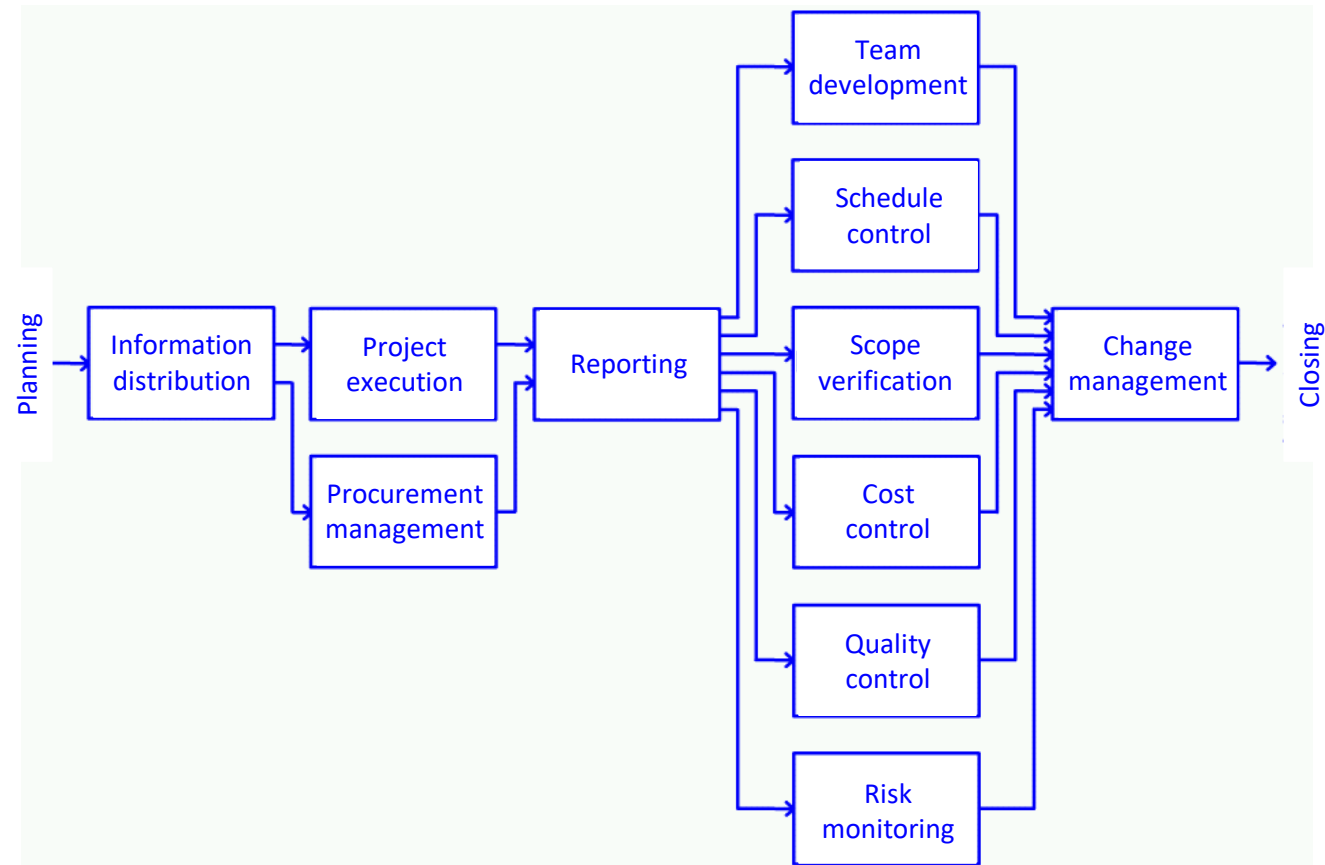 Planning
Information
distribution
Project
execution
Procurement
management
Reporting
Team
development
Schedule
control
Scope
verification
Cost
control
Quality
control
Risk
monitoring
Change
management
Closing